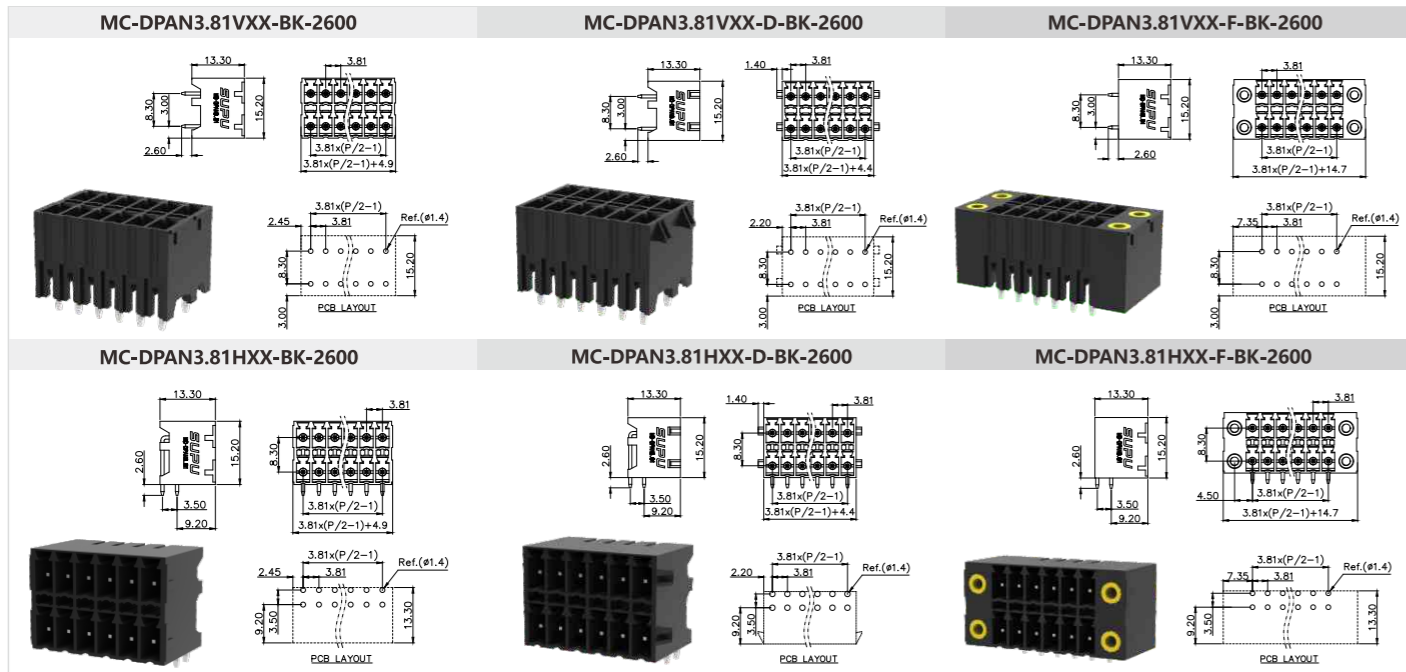 MC-DPAN3.81VXX-BK-2600
13.30
3.81
8.30
3.00
SUPU
15.20
2.60
3.81x(P/2-1)
3.81x(P/2-1)+4.9
3.81x(P/2-1)
2.45
3.81
Ref.(ø1.4)
8.30
15.20
3.00
PCB LAYOUT
MC-DPAN3.81VXX-D-BK-2600
13.30
1.40
3.81
8.30
3.00
SUPU
15.20
2.60
3.81x(P/2-1)
3.81x(P/2-1)+4.4
3.81x(P/2-1)
2.20
3.81
Ref.(ø1.4)
8.30
15.20
3.00
PCB LAYOUT
MC-DPAN3.81VXX-F-BK-2600
13.30
3.81
8.30
3.00
SUPU
15.20
2.60
3.81x(P/2-1)
3.81x(P/2-1)+14.7
3.81x(P/2-1)
7.35
3.81
Ref.(ø1.4)
8.30
15.20
3.00
PCB LAYOUT
MC-DPAN3.81HXX-BK-2600
13.30
3.81
SUPU
15.20
8.30
2.60
3.50
9.20
3.81x(P/2-1)
3.81x(P/2-1)+4.9
3.81x(P/2-1)
2.45
3.81
Ref.(ø1.4)
9.20
3.50
13.30
PCB LAYOUT
MC-DPAN3.81HXX-D-BK-2600
13.30
1.40
3.81
SUPU
15.20
8.30
2.60
3.50
9.20
3.81x(P/2-1)
3.81x(P/2-1)+4.4
3.81x(P/2-1)
2.20
3.81
Ref.(ø1.4)
9.20
3.50
PCB LAYOUT
MC-DPAN3.81HXX-F-BK-2600
13.30
3.81
SUPU
15.20
8.30
2.60
3.50
9.20
4.50
3.81x(P/2-1)
3.81x(P/2-1)+14.7
3.81x(P/2-1)
7.35
3.81
Ref.(ø1.4)
9.20
3.50
13.30
PCB LAYOUT